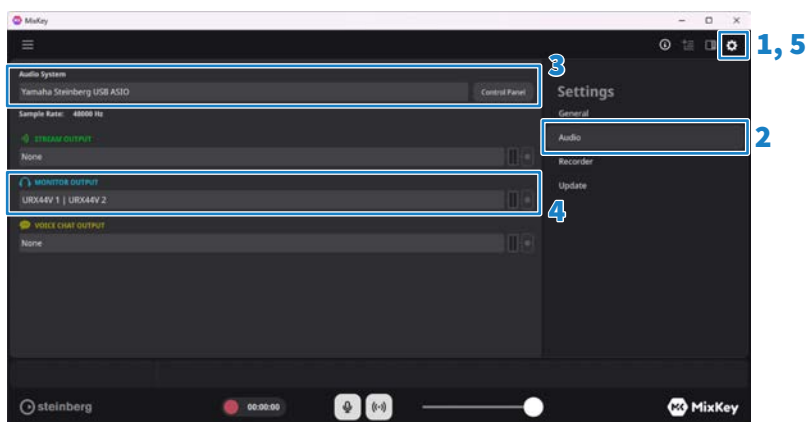 MixKey
1, 5
3
Audio System
Yamaha Steinberg USB ASIO
Control Panel
Settings
Sample Rate: 48000 Hz
General
STREAM OUTPUT
Audio
2
None
Recorder
MONITOR OUTPUT
Update
URX44V 1 | URX44V 2
4
VOICE CHAT OUTPUT
None
steinberg
00:00:00
MK MixKey